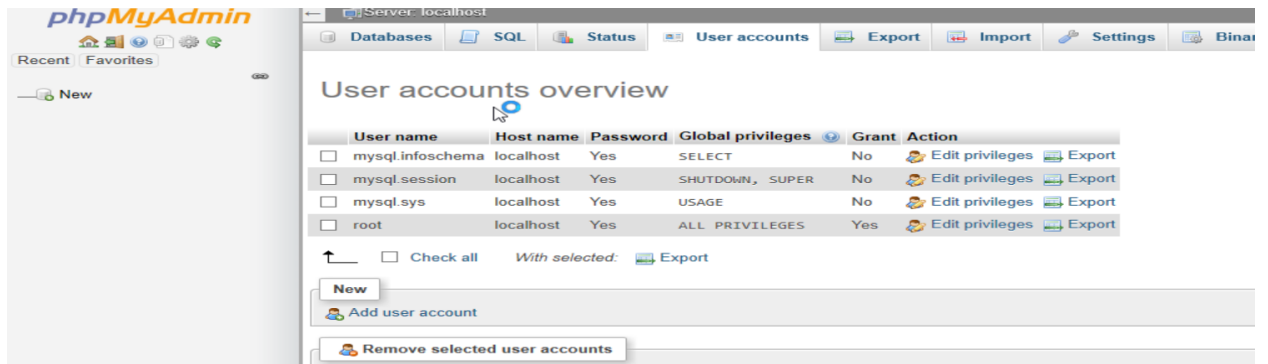 phpMyAdmin
Recent Favorites
New
Server: localhost
Databases SQL Status User accounts Export Import Settings Binar
User accounts overview
User name Host name Password Global privileges Grant Action
mysql.infoschema localhost Yes SELECT No Edit privileges Export
mysql.session localhost Yes SHUTDOWN, SUPER No Edit privileges Export
mysql.sys localhost Yes USAGE No Edit privileges Export
root localhost Yes ALL PRIVILEGES Yes Edit privileges Export
Check all With selected: Export
New
Add user account
Remove selected user accounts